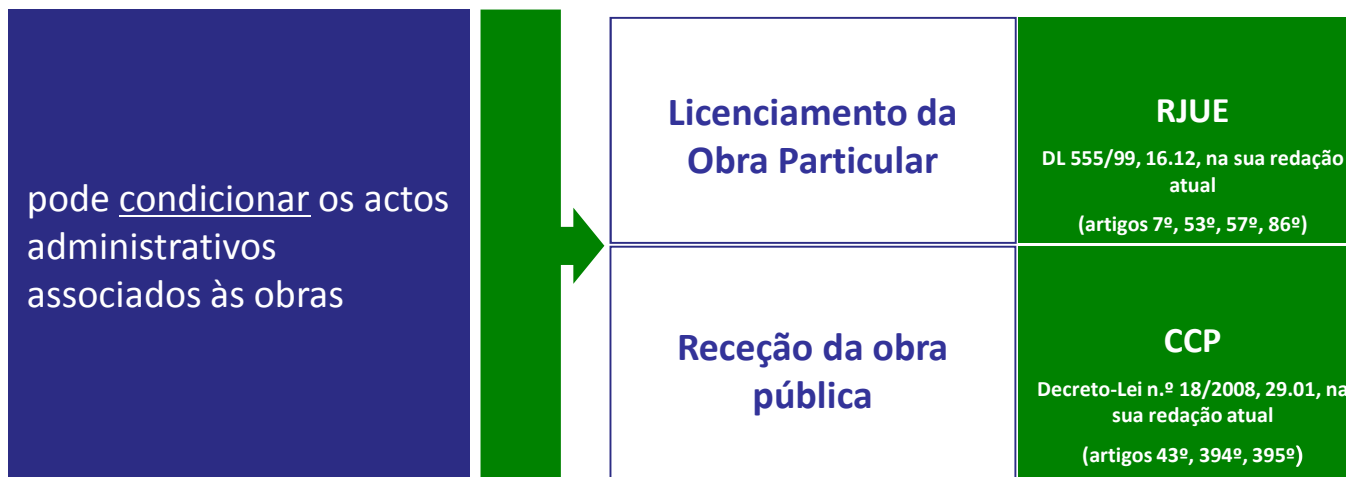 pode condicionar os actos
administrativos
associados às obras
Licenciamento da
Obra Particular
RJUE
DL 555/99, 16.12, na sua redação
atual
(artigos 7º, 53º, 57º, 86º)
Receção da obra
pública
CCP
Decreto-Lei n.º 18/2008, 29.01, na
sua redação atual
(artigos 43º, 394º, 395º)